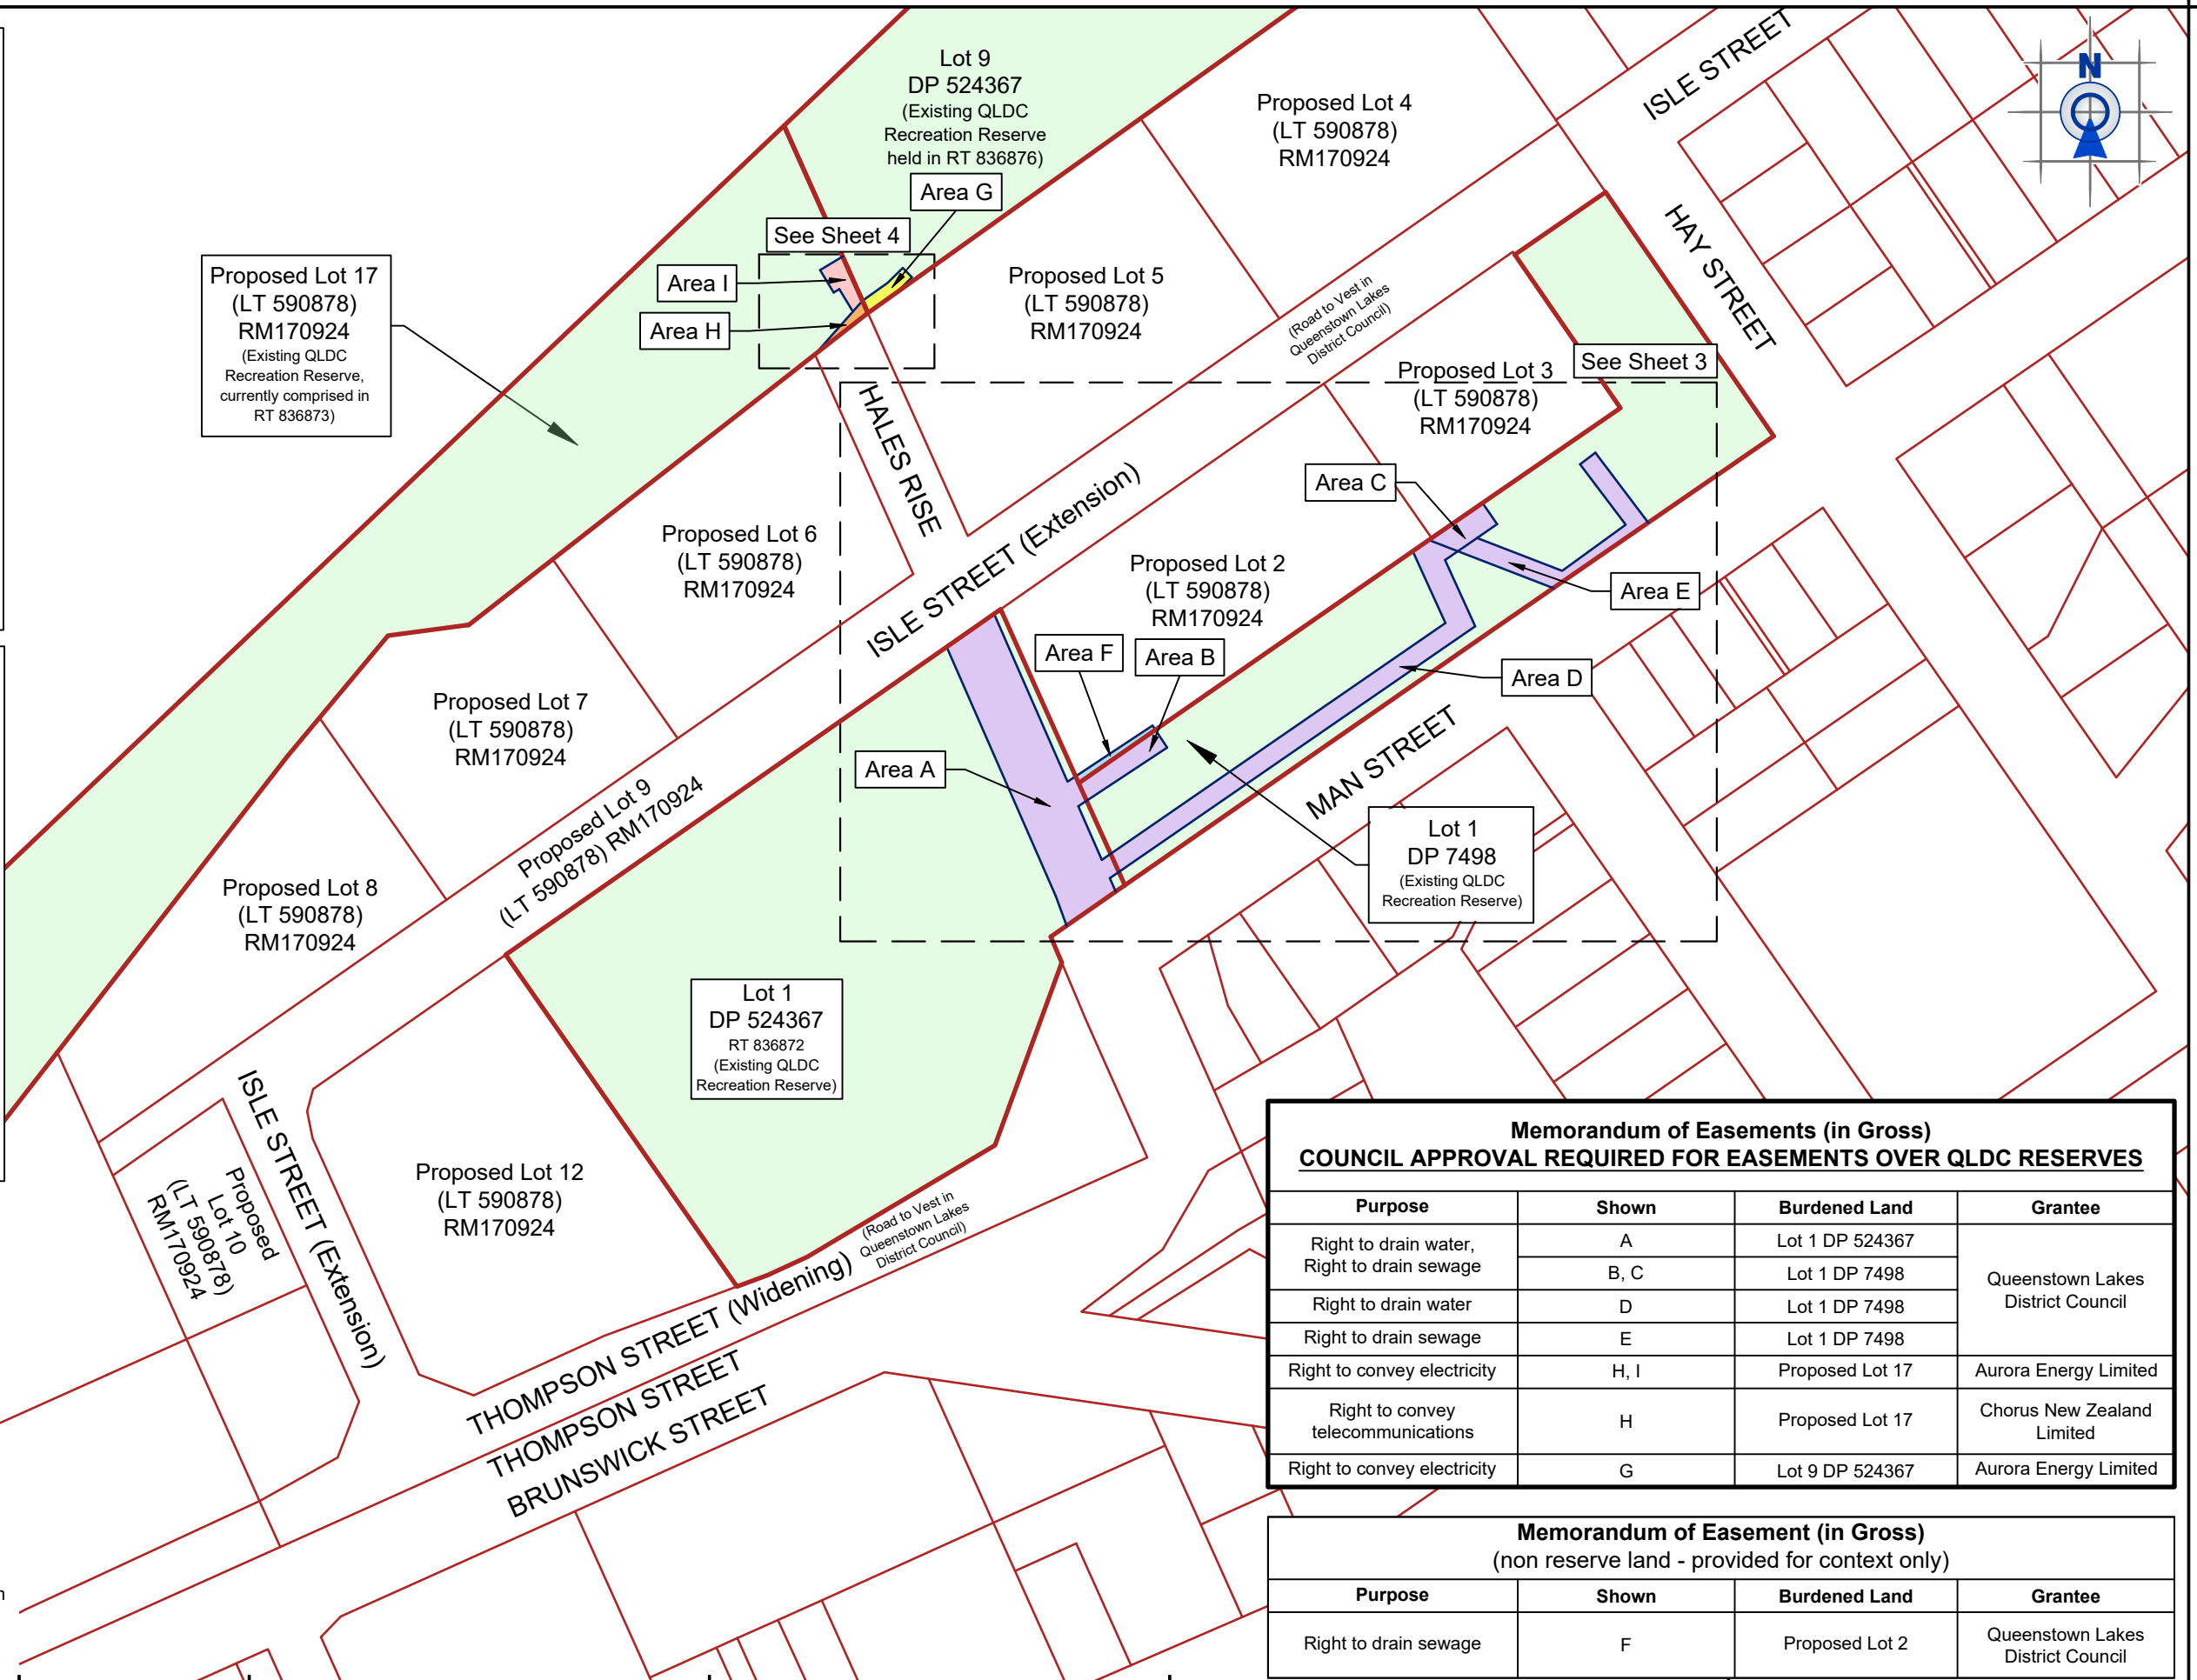 Lot 9
DP 524367
(Existing QLDC
Recreation Reserve
held in RT 836876)
Area G
See Sheet 4
Area I
Area H
Proposed Lot 17
(LT 590878)
RM170924
(Existing QLDC
Recreation Reserve,
currently comprised in
RT 836873)
Proposed Lot 4
(LT 590878)
RM170924
ISLE STREET
N
HAY STREET
Proposed Lot 5
(LT 590878)
RM170924
(Road to Vest in
Queenstown Lakes
District Council)
See Sheet 3
Proposed Lot 3
(LT 590878)
RM170924
HALES RISE
Area C
ISLE STREET (Extension)
Proposed Lot 6
(LT 590878)
RM170924
Proposed Lot 2
(LT 590878)
RM170924
Area E
Area F
Area B
Area D
Proposed Lot 7
(LT 590878)
RM170924
Area A
MAN STREET
Proposed Lot 9
(LT 590878) RM170924
Lot 1
DP 7498
(Existing QLDC
Recreation Reserve)
Proposed Lot 8
(LT 590878)
RM170924
Lot 1
DP 524367
RT 836872
(Existing QLDC
Recreation Reserve)
ISLE STREET (Extension)
Proposed
Lot 10
(LT 590878)
RM170924
Proposed Lot 12
(LT 590878)
RM170924
(Road to Vest in
Queenstown Lakes
District Council)
THOMPSON STREET (Widening)
THOMPSON STREET
BRUNSWICK STREET
Memorandum of Easements (in Gross)
COUNCIL APPROVAL REQUIRED FOR EASEMENTS OVER QLDC RESERVES
Purpose Shown Burdened Land Grantee
Right to drain water,
Right to drain sewage
A Lot 1 DP 524367
B, C Lot 1 DP 7498
Queenstown Lakes
District Council
Right to drain water D Lot 1 DP 7498
Right to drain sewage E Lot 1 DP 7498
Right to convey electricity H, I Proposed Lot 17 Aurora Energy Limited
Right to convey
telecommunications
H Proposed Lot 17
Chorus New Zealand
Limited
Right to convey electricity G Lot 9 DP 524367 Aurora Energy Limited
Memorandum of Easement (in Gross)
(non reserve land - provided for context only)
Purpose Shown Burdened Land Grantee
Right to drain sewage F Proposed Lot 2
Queenstown Lakes
District Council